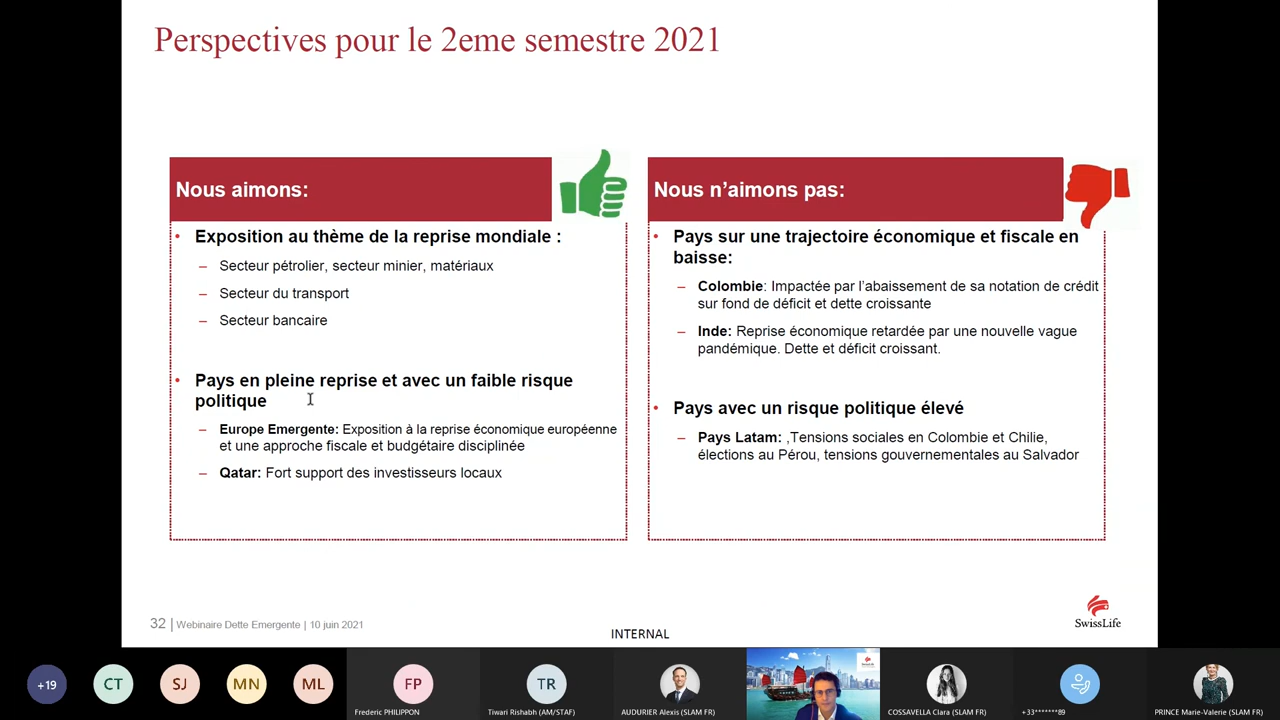 Perspectives pour le 2eme semestre 2021
Nous aimons:
• Exposition au thème de la reprise mondiale :
– Secteur pétrolier, secteur minier, matériaux
– Secteur du transport
– Secteur bancaire
• Pays en pleine reprise et avec un faible risque
politique
– Europe Emergente: Exposition à la reprise économique européenne
et une approche fiscale et budgétaire disciplinée
– Qatar: Fort support des investisseurs locaux
Nous n’aimons pas:
• Pays sur une trajectoire économique et fiscale en
baisse:
– Colombie: Impactée par l’abaissement de sa notation de crédit
sur fond de déficit et dette croissante
– Inde: Reprise économique retardée par une nouvelle vague
pandémique. Dette et déficit croissant.
• Pays avec un risque politique élevé
– Pays Latam: ,Tensions sociales en Colombie et Chilie,
élections au Pérou, tensions gouvernementales au Salvador
32 | Webinaire Dette Emergente | 10 juin 2021
INTERNAL
SwissLife
+19
CT
SJ
MN
ML
FP
Frederic PHILIPPON
TR
Tiwari Rishabh (AM/STAF)
AUDURIER Alexis (SLAM FR)
COSSAVELLA Clara (SLAM FR)
+33*******89
PRINCE Marie-Valerie (SLAM FR)